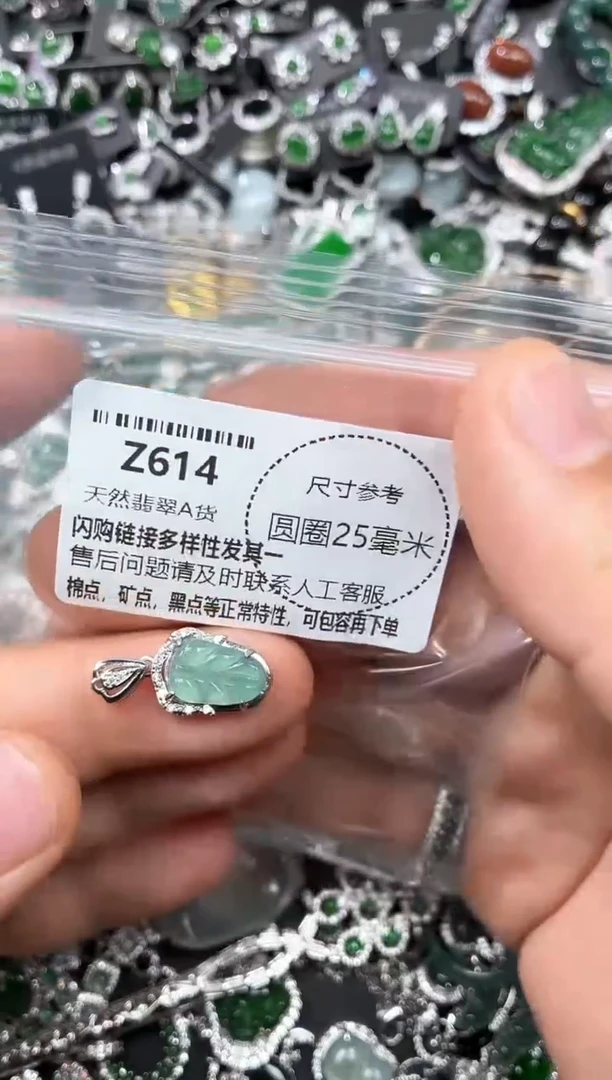 Z614
天然翡翠A货
尺寸参考
圆圈25毫米
闪购链接多样性发其一
售后问题请及时联系人工客服
棉点，矿点，黑点等正常特性，可包容再下单